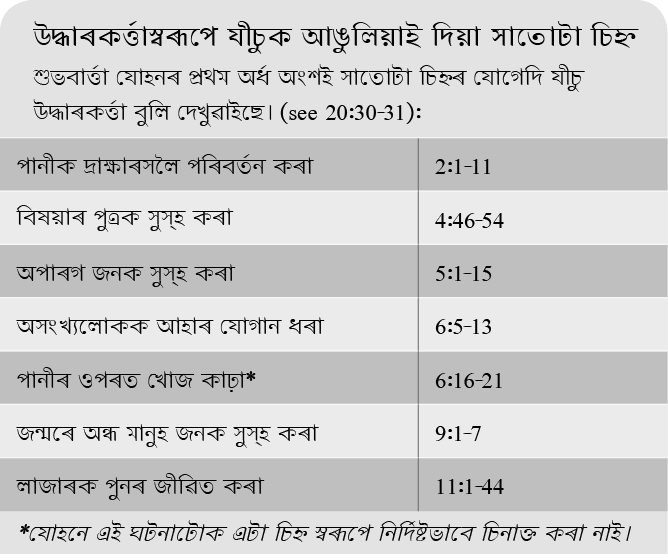 উদ্ধাৰকৰ্ত্তাস্বৰূপে যীচুক আঙুলিয়াই দিয়া সাতোটা চিহ্ন
শুভবাৰ্ত্তা যোহনৰ প্ৰথম অৰ্ধ অংশই সাতোটা চিহ্নৰ যোগেদি যীচু
উদ্ধাৰকৰ্ত্তা বুলি দেখুৱাইছে। (see 20:30-31):
পানীক দ্ৰাক্ষাৰসলৈ পৰিবৰ্তন কৰা 2:1-11
বিষয়াৰ পুত্ৰক সুস্হ কৰা 4:46-54
অপাৰগ জনক সুস্হ কৰা 5:1-15
অসংখ্যলোকক আহাৰ যোগান ধৰা 6:5-13
পানীৰ ওপৰত খোজ কাঢ়া* 6:16-21
জন্মৰে অন্ধ মানুহ জনক সুস্হ কৰা 9:1-7
লাজাৰক পুনৰ জীৱিত কৰা 11:1-44
*যোহনে এই ঘটনাটোক এটা চিহ্ন স্বৰূপে নিৰ্দিষ্টভাবে চিনাক্ত কৰা নাই।